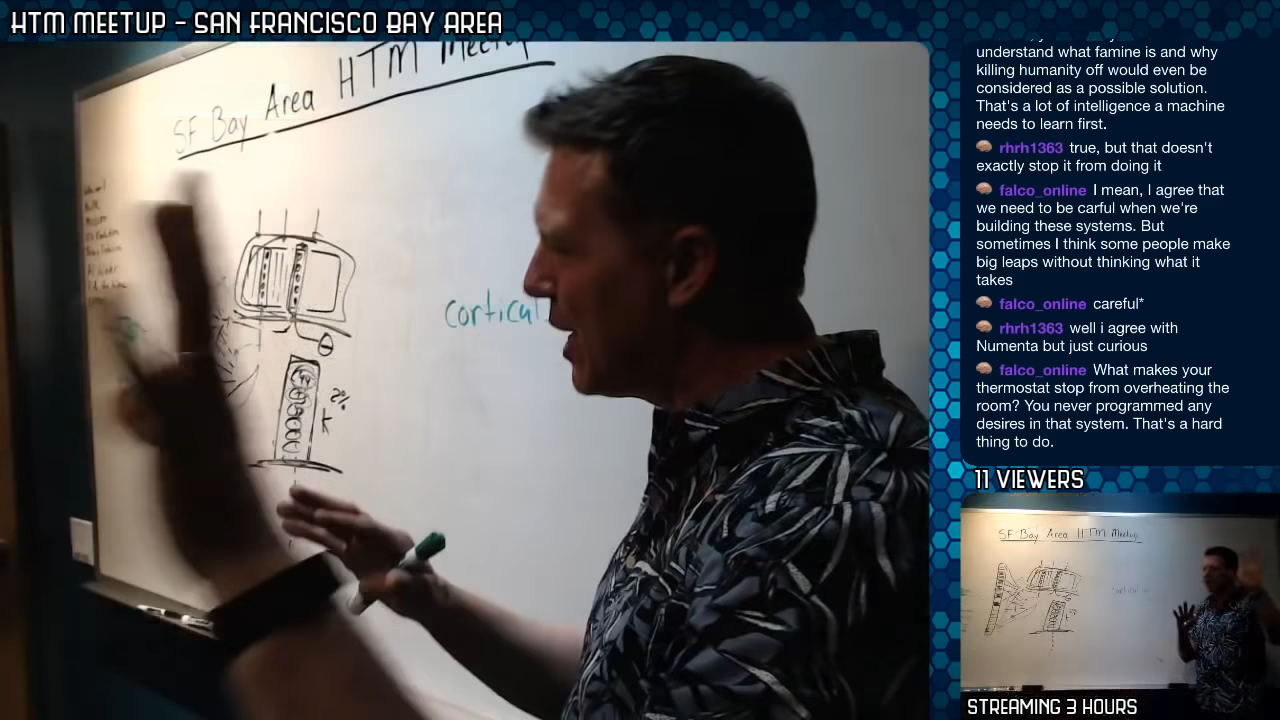 HTM MEETUP - SAN FRANCISCO BAY AREA
SF Bay Area HTM Meetup
cortical
2%
k
understand what famine is and why
killing humanity off would even be
considered as a possible solution.
That's a lot of intelligence a machine
needs to learn first.
rhrh1363 true, but that doesn't
exactly stop it from doing it
falco_online I mean, I agree that
we need to be carful when we're
building these systems. But
sometimes I think some people make
big leaps without thinking what it
takes
falco_online careful*
rhrh1363 well i agree with
Numenta but just curious
falco_online What makes your
thermostat stop from overheating the
room? You never programmed any
desires in that system. That's a hard
thing to do.
11 VIEWERS
SF Bay Area HTM Meetup
STREAMING 3 HOURS